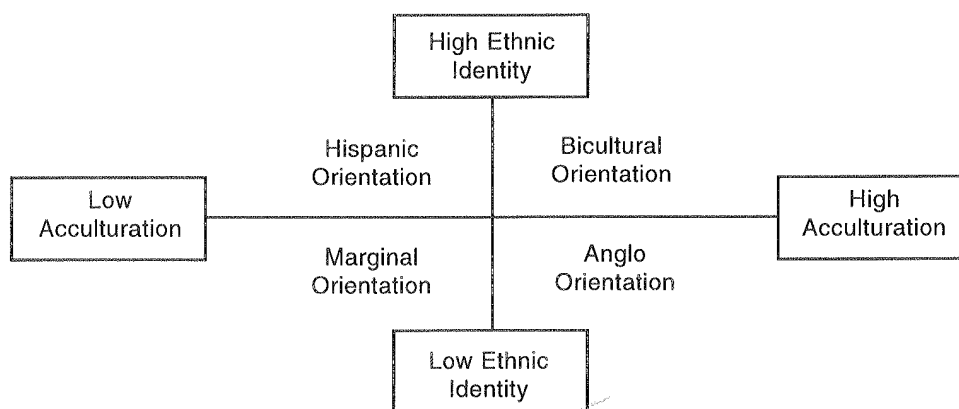 High Ethnic
Identity
Hispanic
Orientation
Bicultural
Orientation
Low
Acculturation
High
Acculturation
Marginal
Orientation
Anglo
Orientation
Low Ethnic
Identity